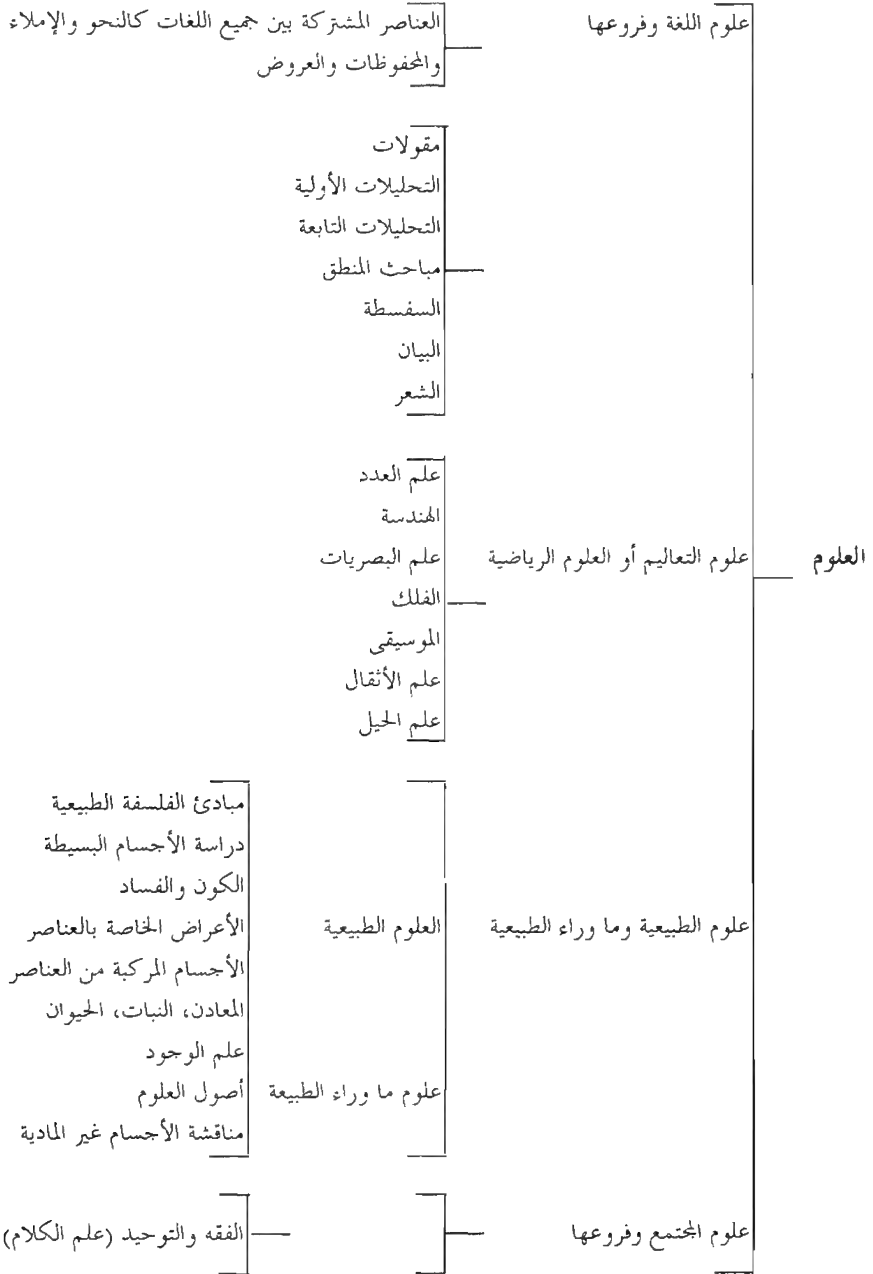 علوم اللغة وفروعها العناصر المشتركة بين جميع اللغات كالنحو والإملاء
والمحفوظات والعروض
مقولات
التحليلات الأولية
التحليلات التابعة
مباحث المنطق
السفسطة
البيان
الشعر
علم العدد
الهندسة
العلوم علوم التعاليم أو العلوم الرياضية علم البصريات
الفلك
الموسيقى
علم الأثقال
علم الحيل
مبادئ الفلسفة الطبيعية
دراسة الأجسام البسيطة
الكون والفساد
علوم الطبيعية وما وراء الطبيعية العلوم الطبيعية الأعراض الخاصة بالعناصر
الأجسام المركبة من العناصر
المعادن، النبات، الحيوان
علم الوجود
علوم ما وراء الطبيعة أصول العلوم
مناقشة الأجسام غير المادية
علوم المجتمع وفروعها الفقه والتوحيد (علم الكلام)